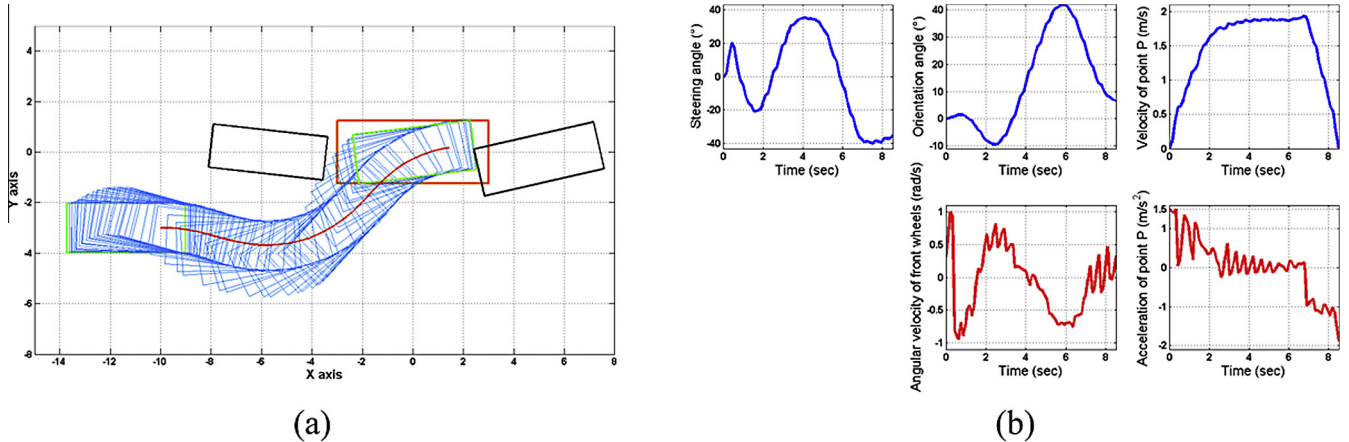 4
2
0
-2
-4
-6
-8
Y axis
-14 -12 -10 -8 -6 -4 -2 0 2 4 6 8
X axis
(a)
40
20
0
-20
-40
Steering angle (°)
0 2 4 6 8
Time (sec)
40
30
20
10
0
-10
Orientation angle (°)
0 2 4 6 8
Time (sec)
2
1.5
1
0.5
0
Velocity of point P (m/s)
0 2 4 6 8
Time (sec)
1
0.5
0
-0.5
-1
Angular velocity of front wheels (rad/s)
0 2 4 6 8
Time (sec)
1.5
1
0
-1
-2
Acceleration of point P (m/s²)
0 2 4 6 8
Time (sec)
(b)